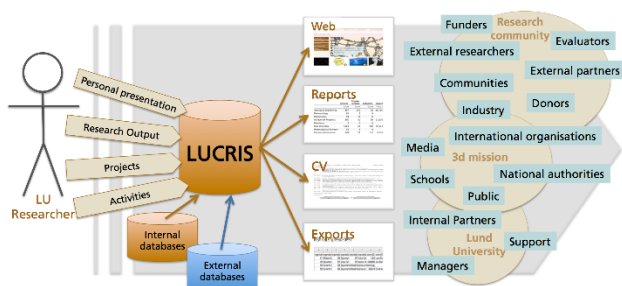 LU
Researcher
Personal presentation
Research Output
Projects
Activities
LUCRIS
Internal
databases
External
databases
Web
Reports
CV
Exports
Funders
Research
community
Evaluators
External researchers
External partners
Communities
Donors
Industry
International organisations
Media
3d mission
National authorities
Schools
Public
Internal Partners
Lund
University
Support
Managers